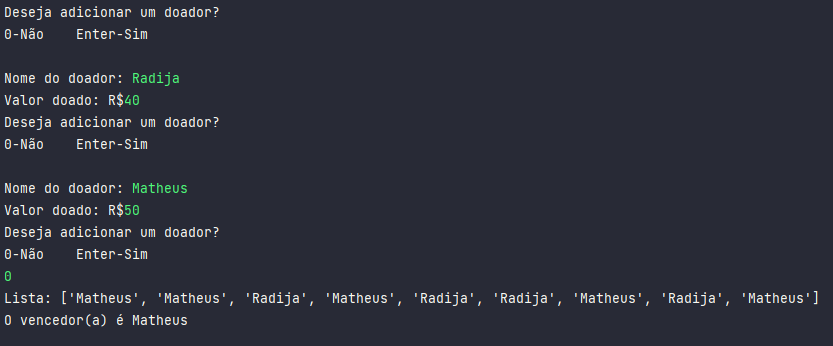 Deseja adicionar um doador?
0-Não    Enter-Sim
Nome do doador: Radija
Valor doado: R$40
Deseja adicionar um doador?
0-Não    Enter-Sim
Nome do doador: Matheus
Valor doado: R$50
Deseja adicionar um doador?
0-Não    Enter-Sim
0
Lista: ['Matheus', 'Matheus', 'Radija', 'Matheus', 'Radija', 'Radija', 'Matheus', 'Radija', 'Matheus']
O vencedor(a) é Matheus